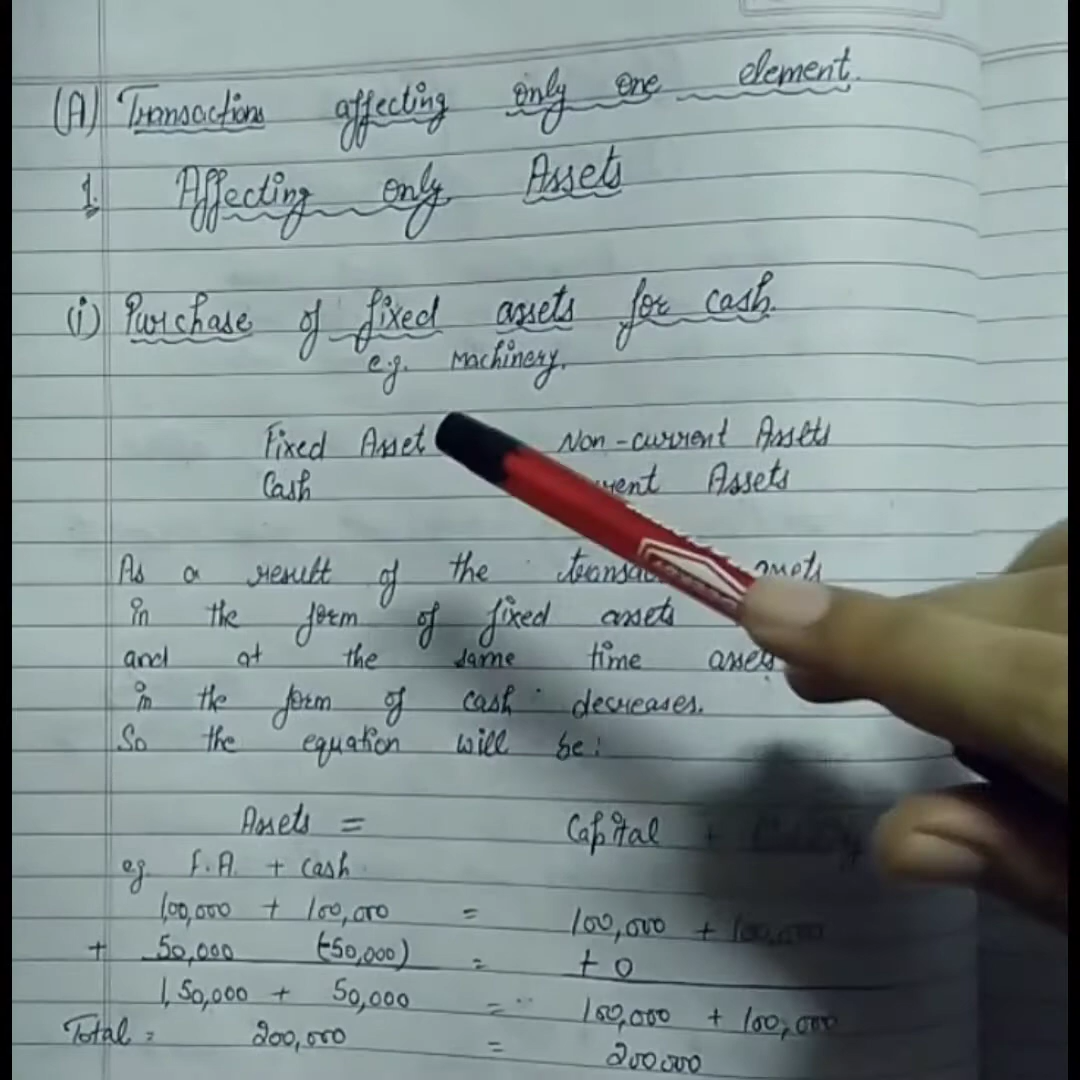 (A) Transactions affecting only one element.
1. Affecting only Assets
(i) Purchase of fixed assets for cash.
e.g. Machinery.
Fixed Asset Non-current Assets
Cash Assets
As a result of the
in the form of fixed assets
and at the same time
in the form of cash decreases.
So the equation will be:
Assets = Capital +
eg F.A. + cash
100,000 + 100,000 = 100,000 + 100,000
+ 50,000 (-50,000) = + 0
1,50,000 + 50,000 = 100,000 + 100,000
Total = 200,000 = 200000